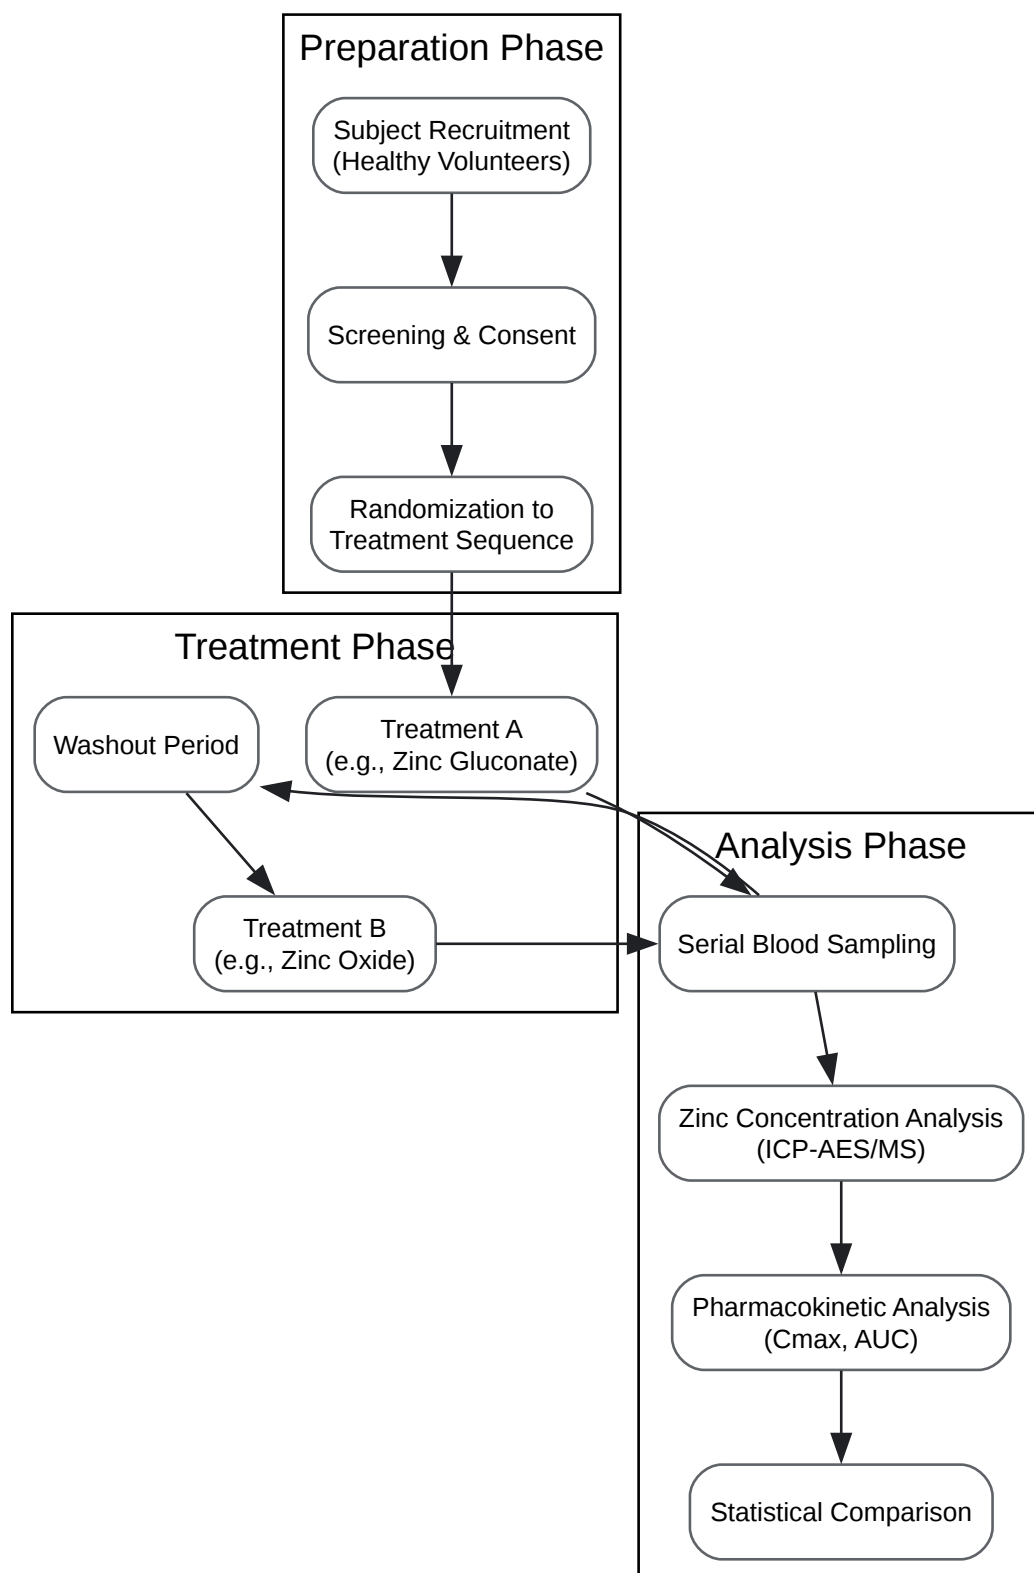 Preparation Phase
Subject Recruitment
(Healthy Volunteers)
Screening & Consent
Randomization to
Treatment Sequence
Treatment Phase
Washout Period
Treatment A
(e.g., Zinc Gluconate)
Treatment B
(e.g., Zinc Oxide)
Analysis Phase
Serial Blood Sampling
Zinc Concentration Analysis
(ICP-AES/MS)
Pharmacokinetic Analysis
(Cmax, AUC)
Statistical Comparison